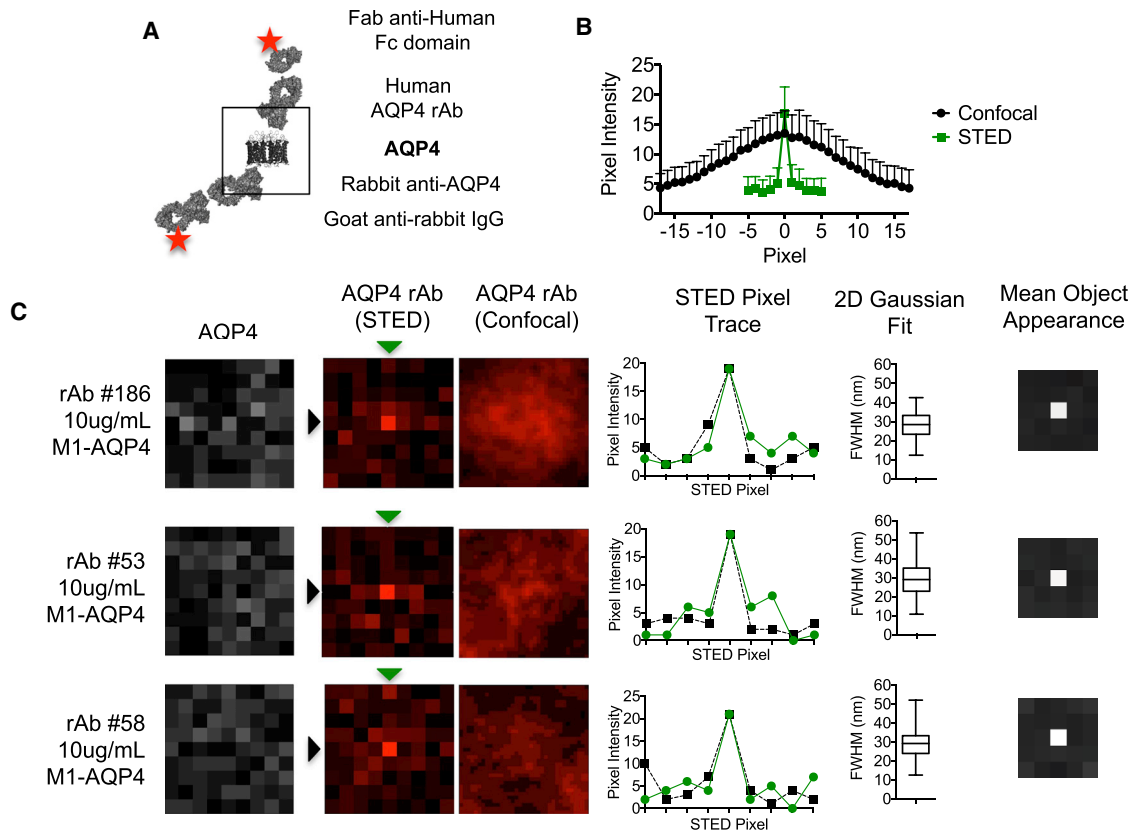 A
Fab anti-Human
Fc domain
Human
AQP4 rAb
AQP4
Rabbit anti-AQP4
Goat anti-rabbit IgG
B
Pixel Intensity
25
20
15
10
5
0
-15 -10 -5 0 5 10 15
Pixel
Confocal
STED
C
AQP4
AQP4 rAb
(STED)
AQP4 rAb
(Confocal)
STED Pixel
Trace
2D Gaussian
Fit
Mean Object
Appearance
rAb #186
10ug/mL
M1-AQP4
Pixel Intensity
20
15
10
5
0
STED Pixel
FWHM (nm)
60
50
40
30
20
10
0
rAb #53
10ug/mL
M1-AQP4
Pixel Intensity
20
15
10
5
0
STED Pixel
FWHM (nm)
60
50
40
30
20
10
0
rAb #58
10ug/mL
M1-AQP4
Pixel Intensity
25
20
15
10
5
0
STED Pixel
FWHM (nm)
60
50
40
30
20
10
0